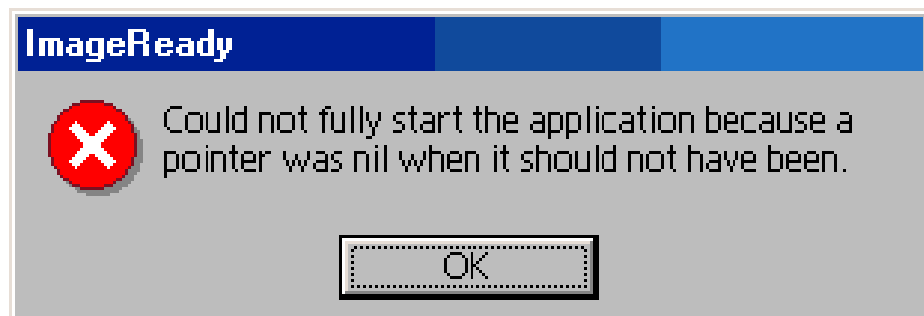 ImageReady
Could not fully start the application because a
pointer was nil when it should not have been.
OK